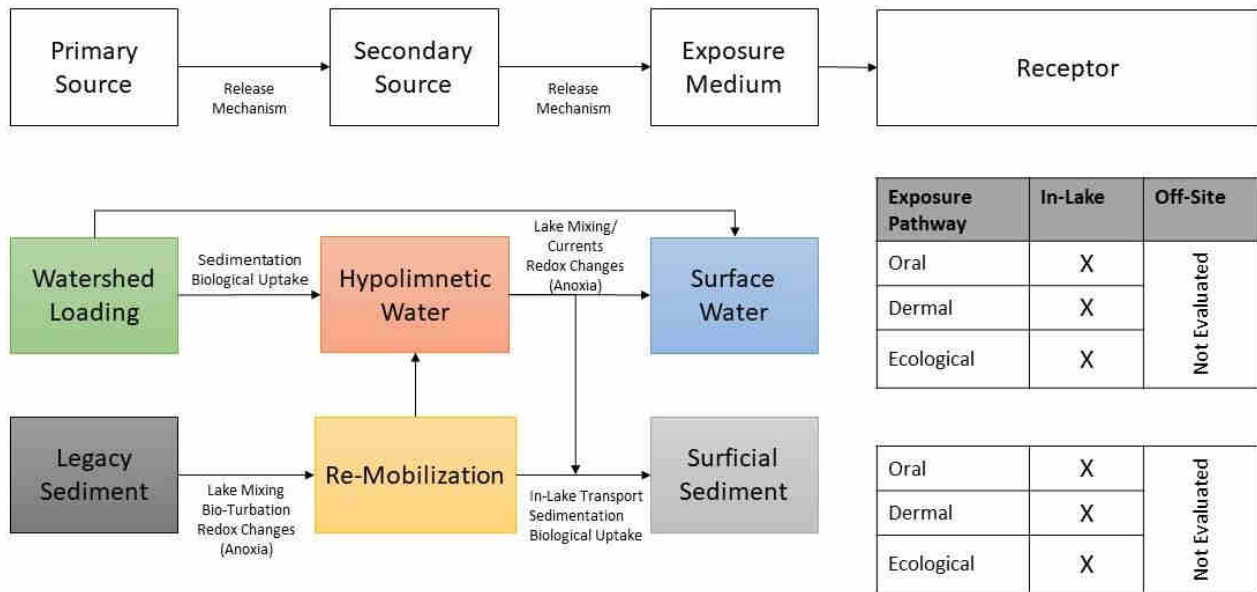 Primary
Source
Release
Mechanism
Secondary
Source
Release
Mechanism
Exposure
Medium
Receptor
Watershed
Loading
Sedimentation
Biological Uptake
Hypolimnetic
Water
Lake Mixing/
Currents
Redox Changes
(Anoxia)
Surface
Water
Exposure
Pathway
In-Lake
Off-Site
Oral
X
Dermal
X
Ecological
X
Not Evaluated
Legacy
Sediment
Lake Mixing
Bio-Turbation
Redox Changes
(Anoxia)
Re-Mobilization
In-Lake Transport
Sedimentation
Biological Uptake
Surficial
Sediment
Oral
X
Dermal
X
Ecological
X
Not Evaluated